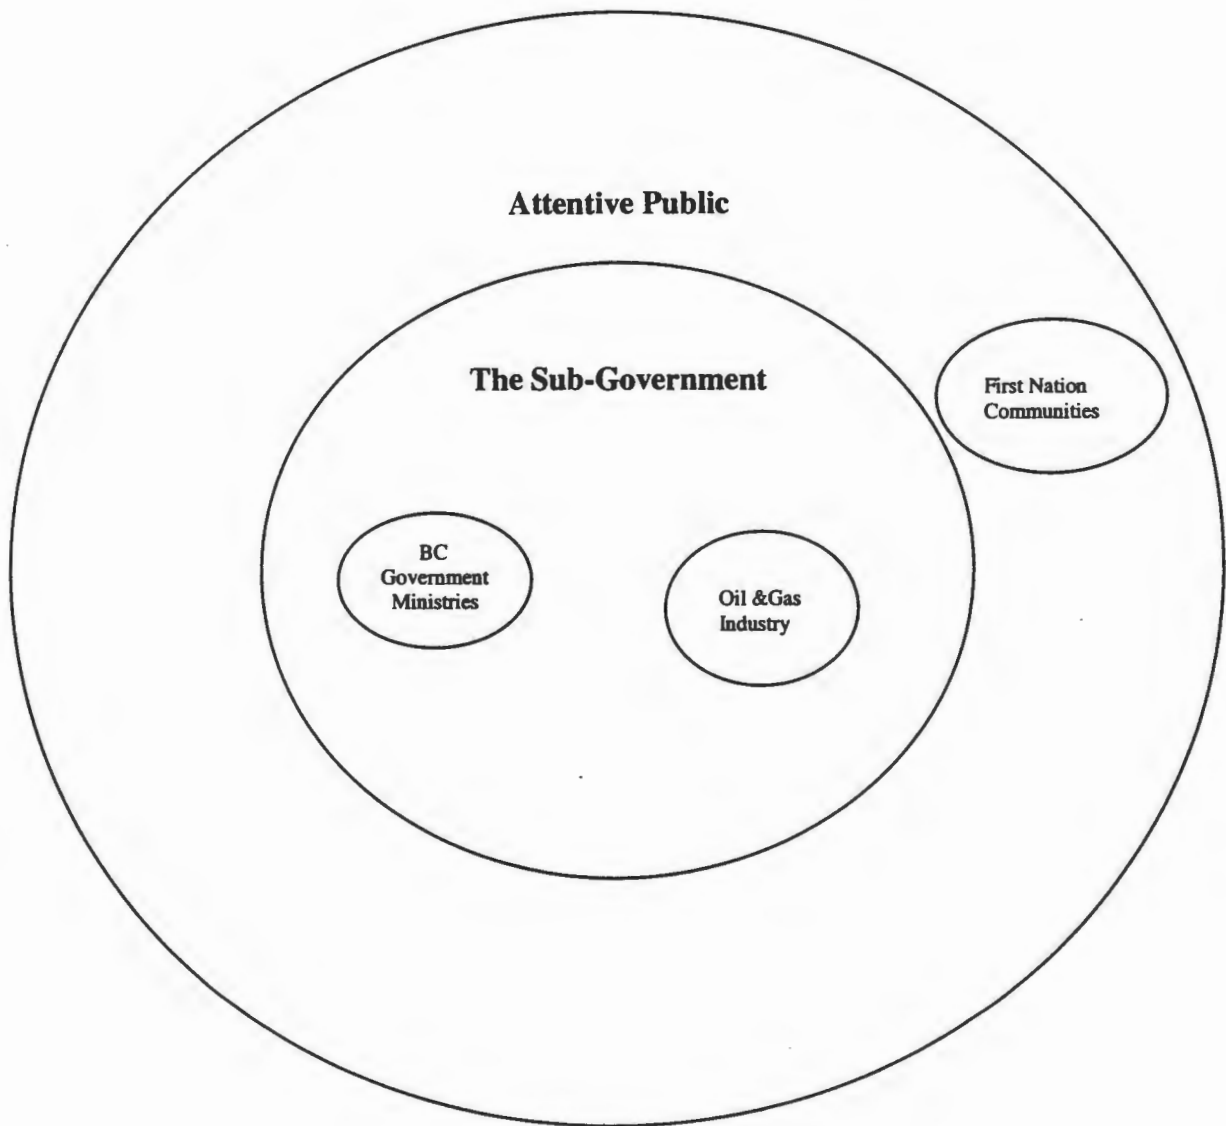 Attentive Public
The Sub-Government
First Nation
Communities
BC
Government
Ministries
Oil &Gas
Industry